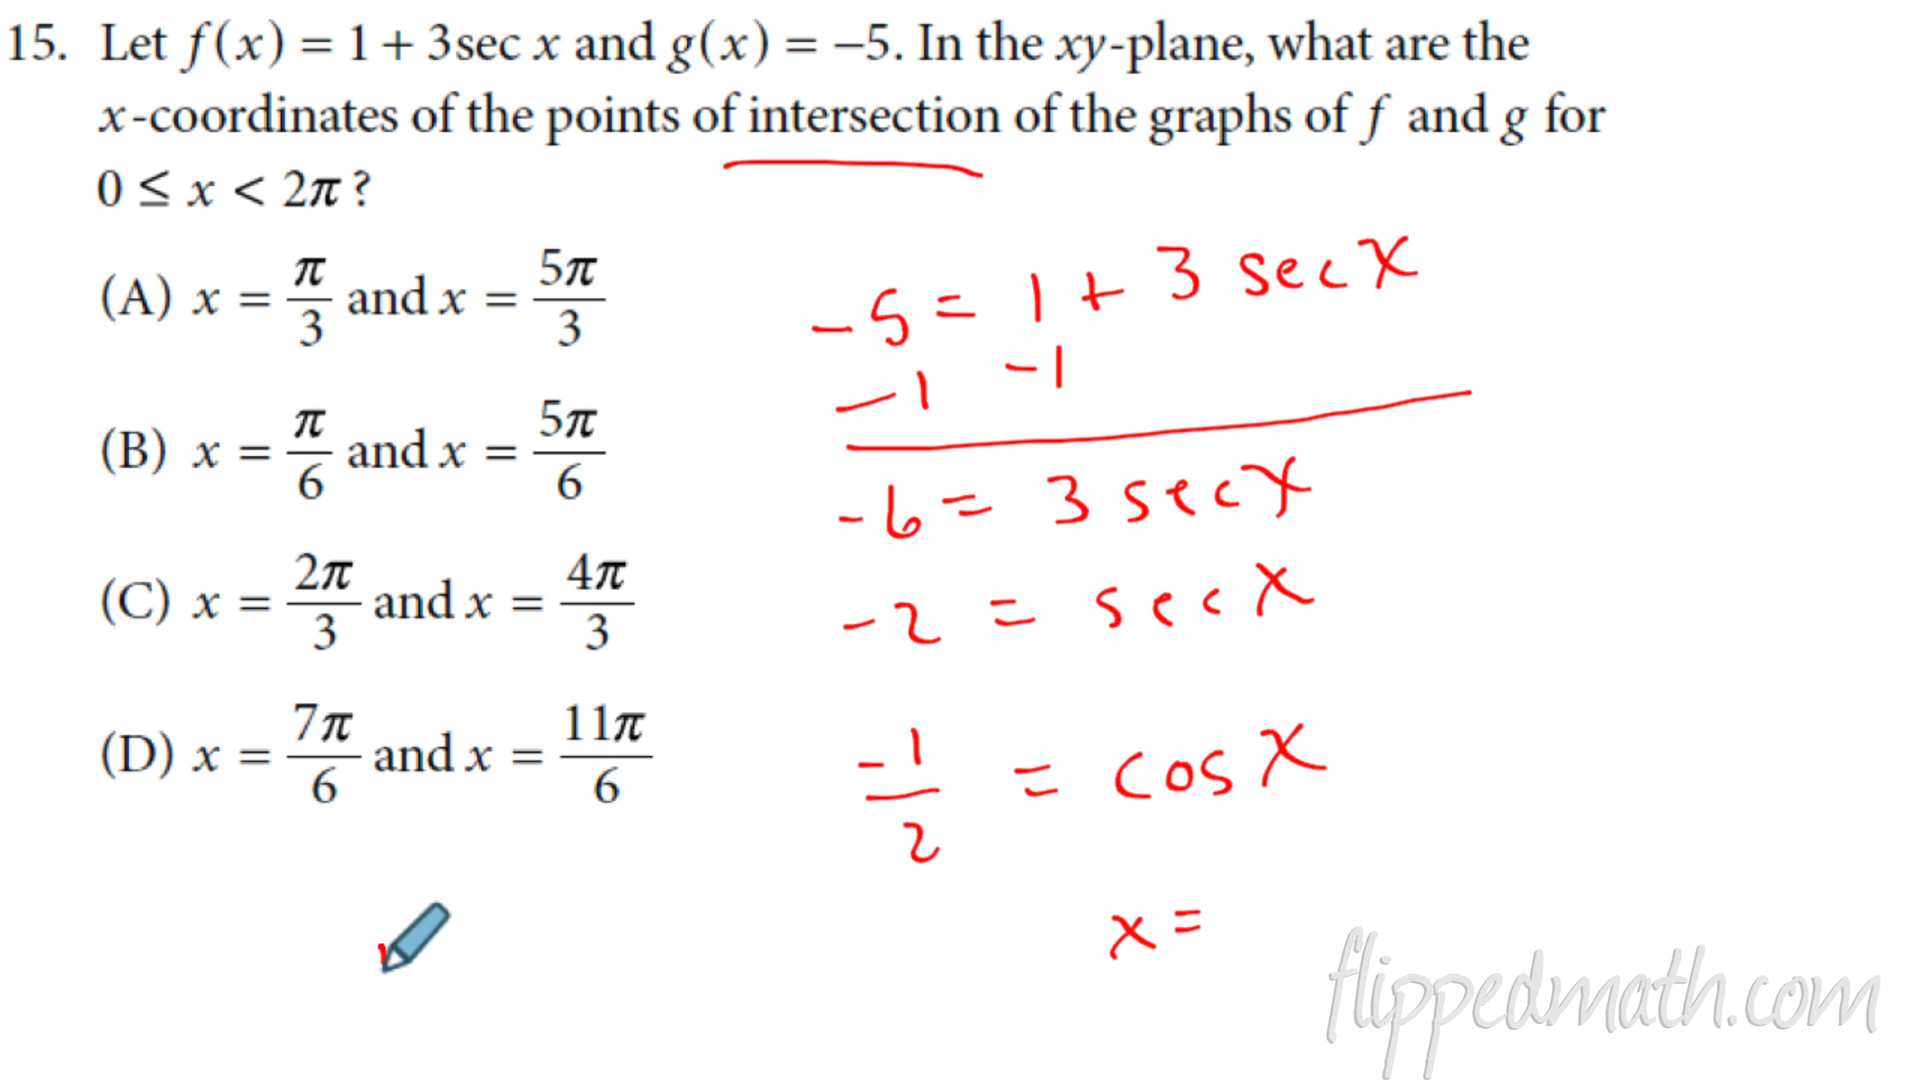 15. Let f(x) = 1 + 3 sec x and g(x) = −5. In the xy-plane, what are the
x-coordinates of the points of intersection of the graphs of f and g for
0 ≤ x < 2π?
(A) x = π/3 and x = 5π/3
(B) x = π/6 and x = 5π/6
(C) x = 2π/3 and x = 4π/3
(D) x = 7π/6 and x = 11π/6
-5 = 1 + 3 sec x
-1 -1
-6 = 3 sec x
-2 = sec x
-1/2 = cos x
x =
flippedmath.com